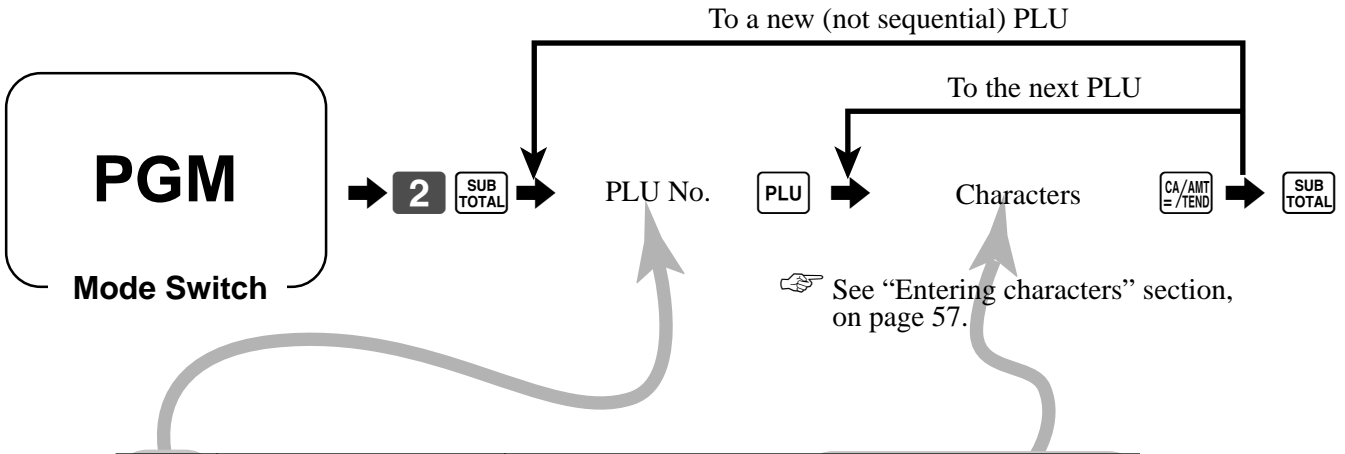 To a new (not sequential) PLU
To the next PLU
PGM
Mode Switch
2 SUB TOTAL PLU No. PLU Characters CA/AMT =/TEND SUB TOTAL
☞ See “Entering characters” section,
on page 57.